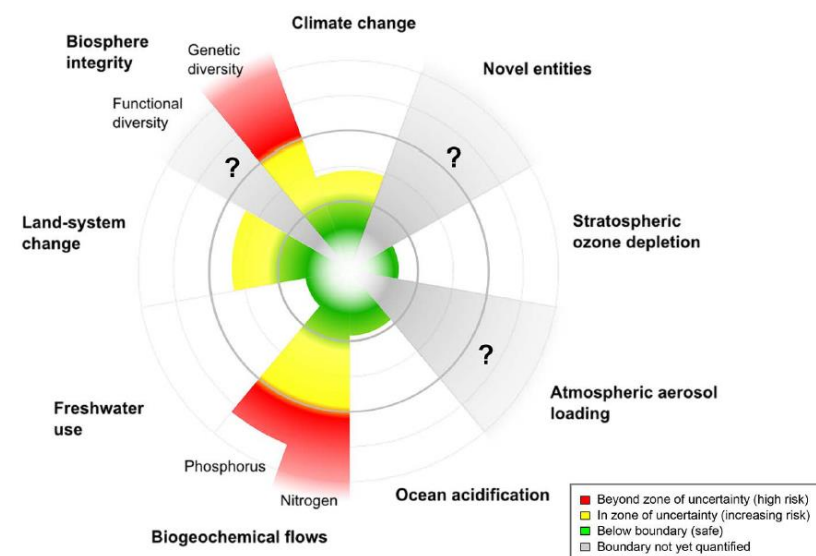 Climate change
Biosphere
integrity
Genetic
diversity
Novel entities
Functional
diversity
?
?
Land-system
change
Stratospheric
ozone depletion
?
Atmospheric aerosol
loading
Freshwater
use
Phosphorus
Nitrogen
Ocean acidification
Biogeochemical flows
Beyond zone of uncertainty (high risk)
In zone of uncertainty (increasing risk)
Below boundary (safe)
Boundary not yet quantified